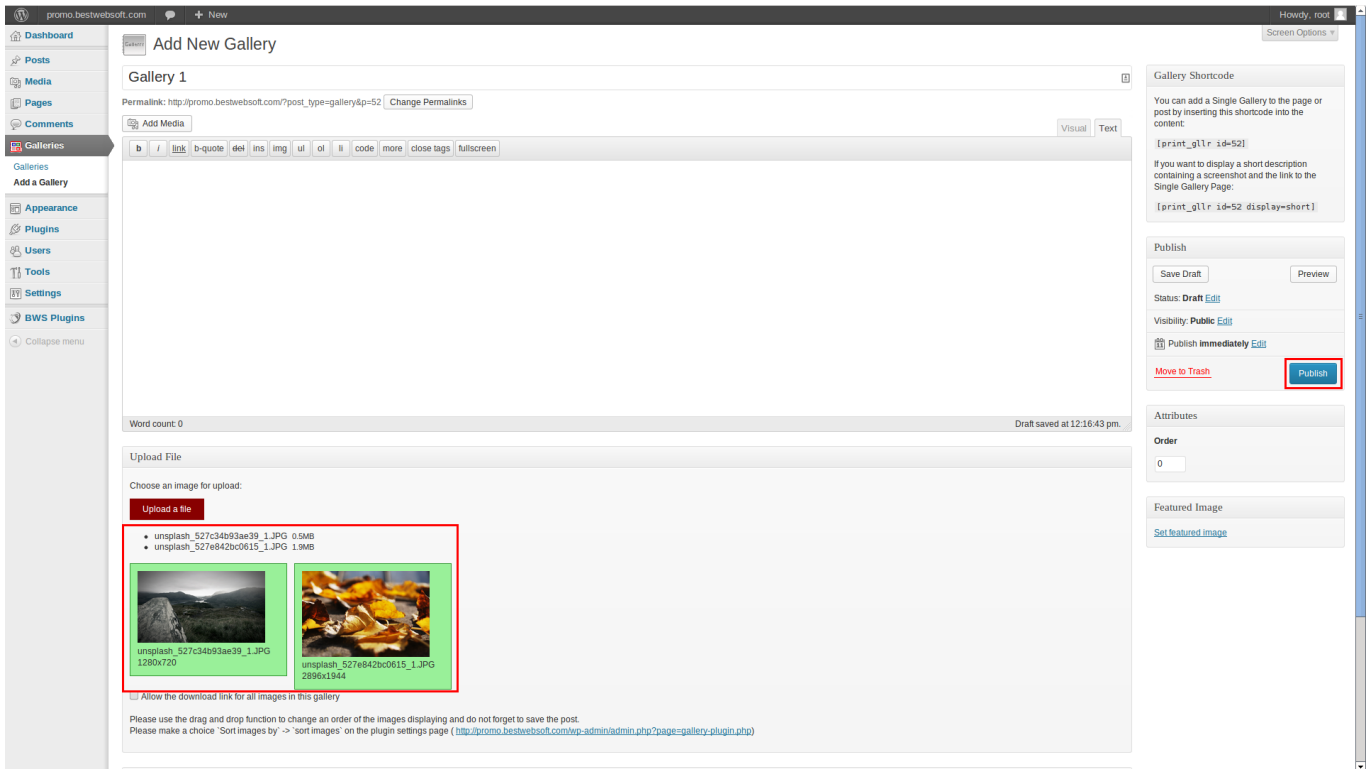 promo.bestwebsoft.com + New Howdy, root
Screen Options
Dashboard
Posts
Media
Pages
Comments
Galleries
Galleries
Add a Gallery
Appearance
Plugins
Users
Tools
Settings
BWS Plugins
Collapse menu
Add New Gallery
Gallery 1
Permalink: http://promo.bestwebsoft.com/?post_type=gallery&p=52 Change Permalinks
Add Media
Visual Text
b i link b-quote del ins img ul ol li code more close tags fullscreen
Word count: 0 Draft saved at 12:16:43 pm.
Upload File
Choose an image for upload:
Upload a file
• unsplash_527c34b93ae39_1.JPG 0.5MB
• unsplash_527e842bc0615_1.JPG 1.9MB
unsplash_527c34b93ae39_1.JPG
1280x720
unsplash_527e842bc0615_1.JPG
2896x1944
Allow the download link for all images in this gallery
Please use the drag and drop function to change an order of the images displaying and do not forget to save the post.
Please make a choice `Sort images by` -> `sort images` on the plugin settings page ( http://promo.bestwebsoft.com/wp-admin/admin.php?page=gallery-plugin.php)
Gallery Shortcode
You can add a Single Gallery to the page or
post by inserting this shortcode into the
content:
[print_gllr id=52]
If you want to display a short description
containing a screenshot and the link to the
Single Gallery Page:
[print_gllr id=52 display=short]
Publish
Save Draft Preview
Status: Draft Edit
Visibility: Public Edit
Publish immediately Edit
Move to Trash Publish
Attributes
Order
0
Featured Image
Set featured image